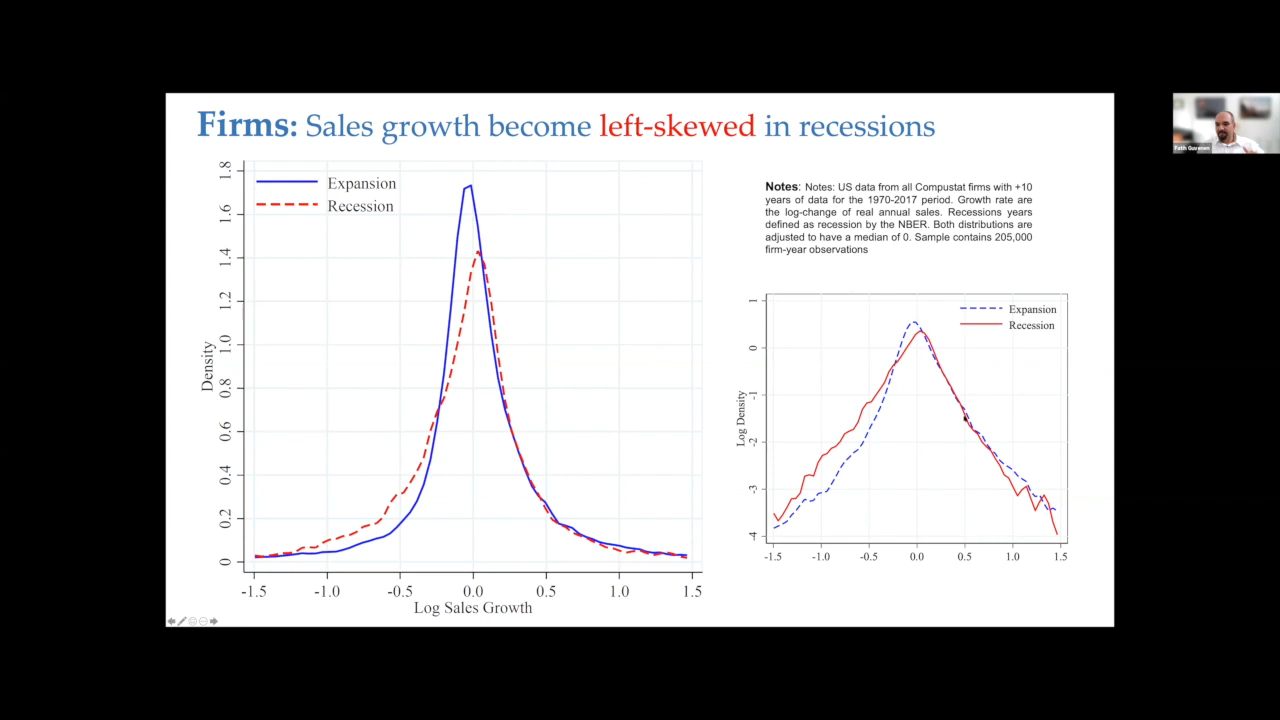 Firms: Sales growth become left-skewed in recessions
1.8
1.6
1.4
1.2
1.0
0.8
0.6
0.4
0.2
0
Density
Expansion
Recession
-1.5 -1.0 -0.5 0.0 0.5 1.0 1.5
Log Sales Growth
Notes: Notes: US data from all Compustat firms with +10
years of data for the 1970-2017 period. Growth rate are
the log-change of real annual sales. Recessions years
defined as recession by the NBER. Both distributions are
adjusted to have a median of 0. Sample contains 205,000
firm-year observations
1
0
-1
-2
-3
-4
Log Density
Expansion
Recession
-1.5 -1.0 -0.5 0.0 0.5 1.0 1.5
Fatih Guvenen